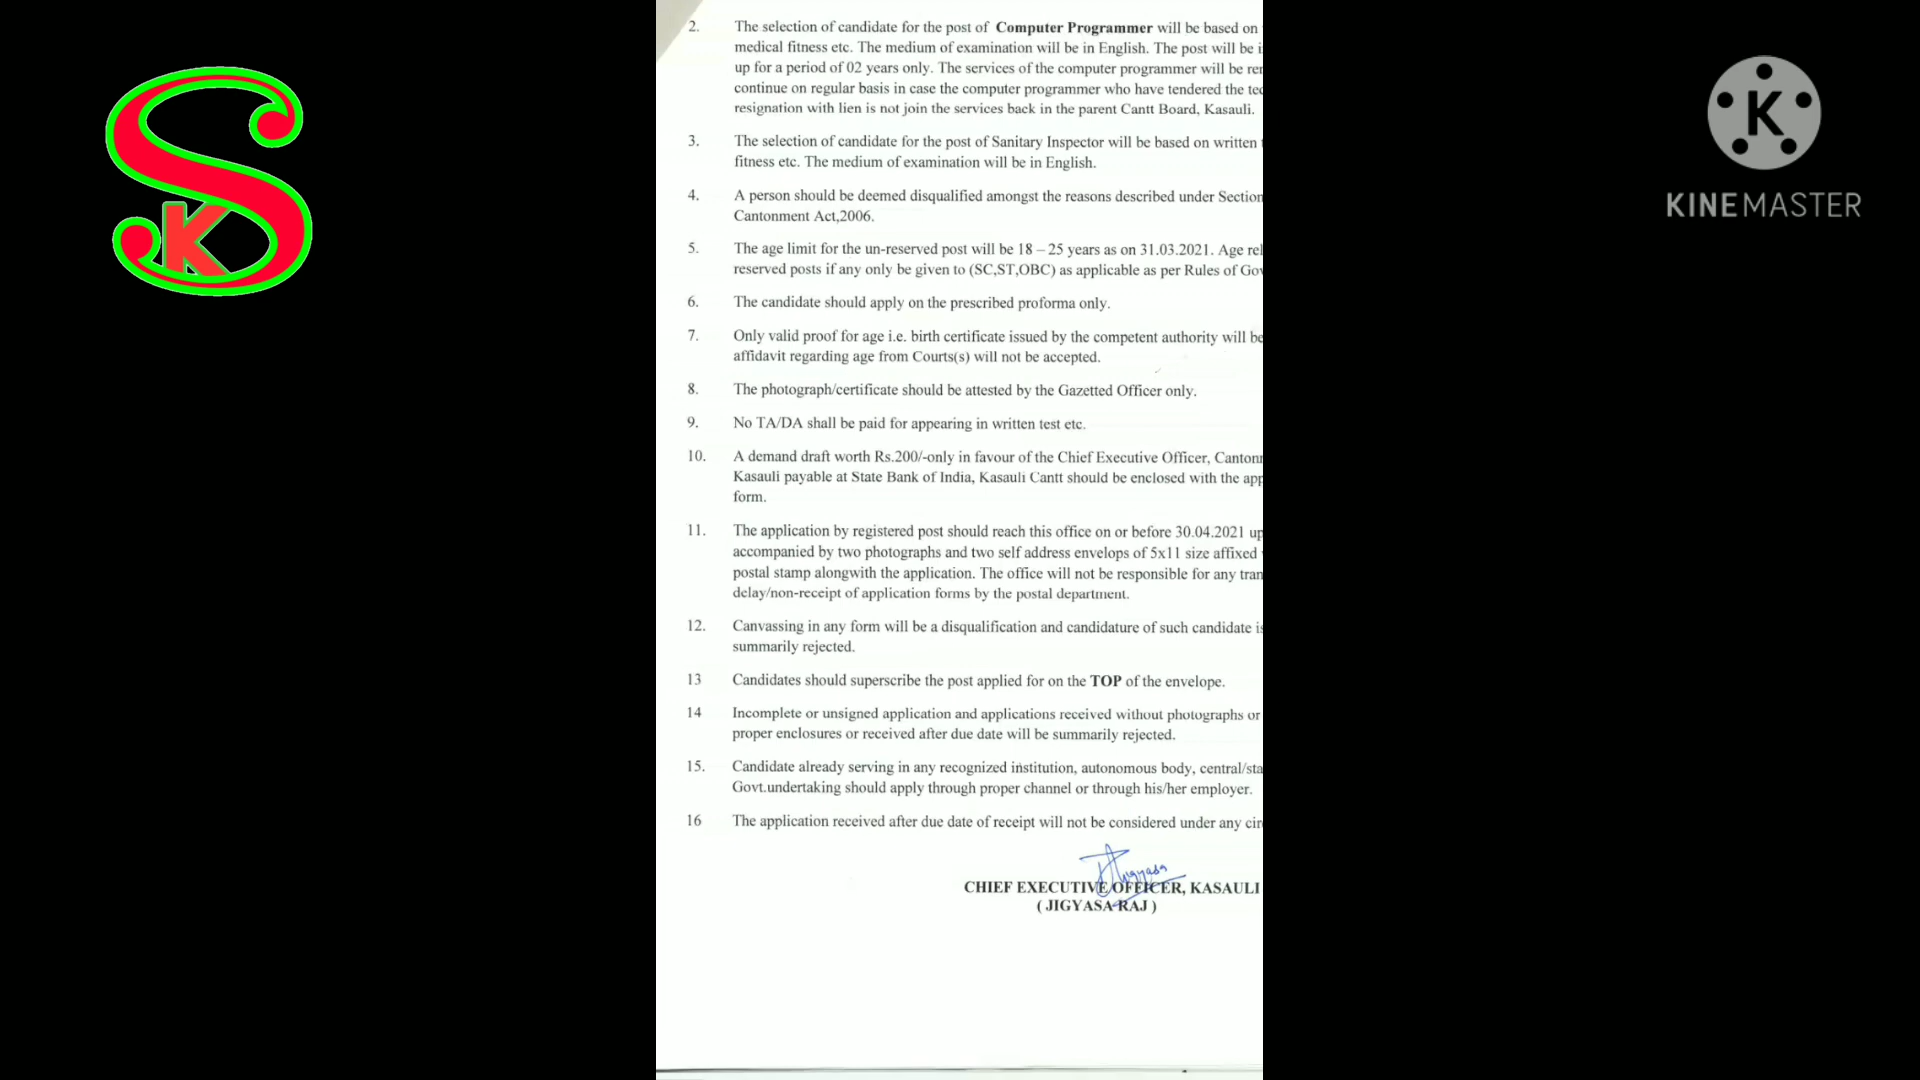 SK
K
KINEMASTER
2. The selection of candidate for the post of Computer Programmer will be based on
medical fitness etc. The medium of examination will be in English. The post will be
up for a period of 02 years only. The services of the computer programmer will be
continue on regular basis in case the computer programmer who have tendered the
resignation with lien is not join the services back in the parent Cantt Board, Kasauli.
3. The selection of candidate for the post of Sanitary Inspector will be based on written
fitness etc. The medium of examination will be in English.
4. A person should be deemed disqualified amongst the reasons described under Section
Cantonment Act,2006.
5. The age limit for the un-reserved post will be 18 – 25 years as on 31.03.2021. Age
reserved posts if any only be given to (SC,ST,OBC) as applicable as per Rules of
6. The candidate should apply on the prescribed proforma only.
7. Only valid proof for age i.e. birth certificate issued by the competent authority will be
affidavit regarding age from Courts(s) will not be accepted.
8. The photograph/certificate should be attested by the Gazetted Officer only.
9. No TA/DA shall be paid for appearing in written test etc.
10. A demand draft worth Rs.200/-only in favour of the Chief Executive Officer,
Kasauli payable at State Bank of India, Kasauli Cantt should be enclosed with the
form.
11. The application by registered post should reach this office on or before 30.04.2021
accompanied by two photographs and two self address envelops of 5x11 size affixed
postal stamp alongwith the application. The office will not be responsible for any
delay/non-receipt of application forms by the postal department.
12. Canvassing in any form will be a disqualification and candidature of such candidate
summarily rejected.
13 Candidates should superscribe the post applied for on the TOP of the envelope.
14 Incomplete or unsigned application and applications received without photographs or
proper enclosures or received after due date will be summarily rejected.
15. Candidate already serving in any recognized institution, autonomous body,
Govt.undertaking should apply through proper channel or through his/her employer.
16 The application received after due date of receipt will not be considered under any
CHIEF EXECUTIVE OFFICER, KASAULI
( JIGYASA RAJ )